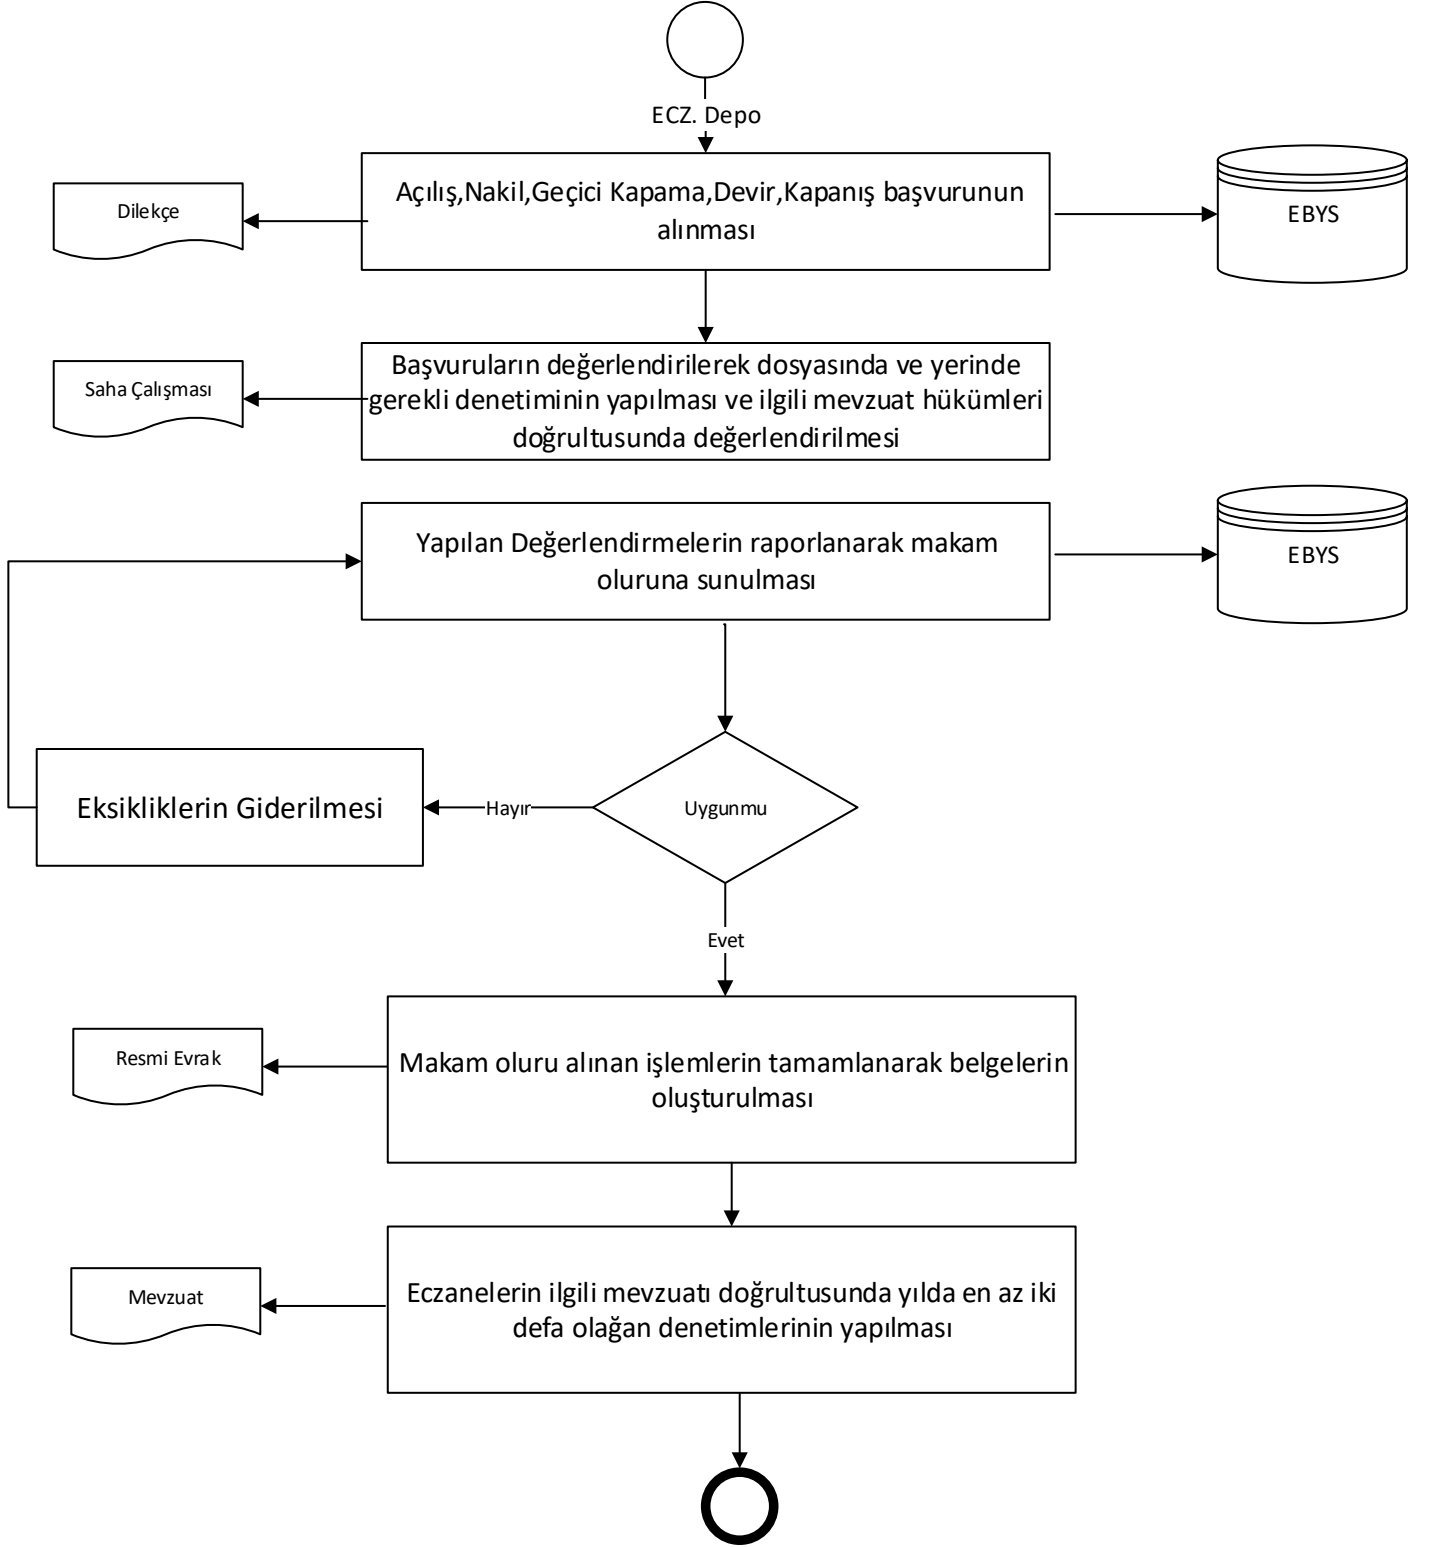 ECZ. Depo
Açılış,Nakil,Geçici Kapama,Devir,Kapanış başvurunun
alınması
Dilekçe
EBYS
Başvuruların değerlendirilerek dosyasında ve yerinde
gerekli denetiminin yapılması ve ilgili mevzuat hükümleri
doğrultusunda değerlendirilmesi
Saha Çalışması
Yapılan Değerlendirmelerin raporlanarak makam
oluruna sunulması
EBYS
Uygunmu
Hayır
Eksikliklerin Giderilmesi
Evet
Makam oluru alınan işlemlerin tamamlanarak belgelerin
oluşturulması
Resmi Evrak
Eczanelerin ilgili mevzuatı doğrultusunda yılda en az iki
defa olağan denetimlerinin yapılması
Mevzuat